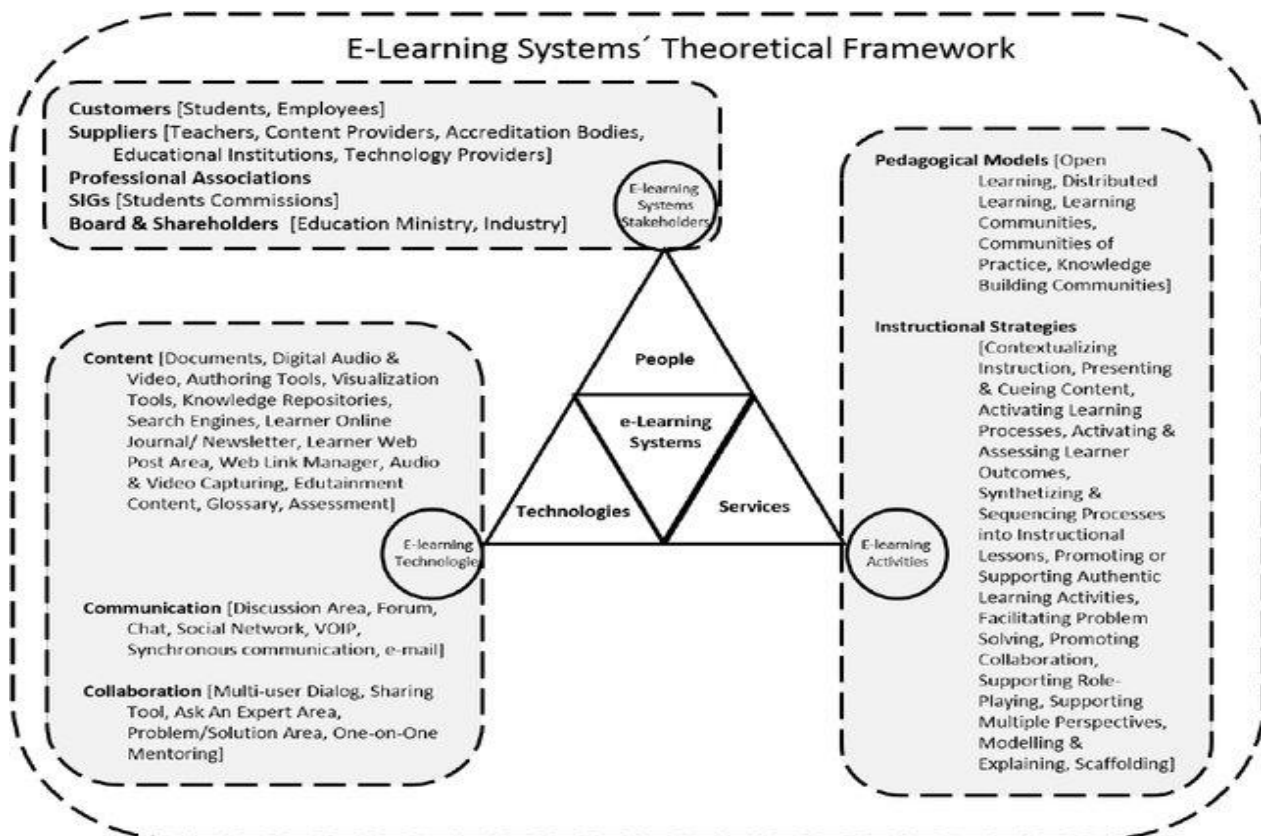 E-Learning Systems´ Theoretical Framework
Customers [Students, Employees]
Suppliers [Teachers, Content Providers, Accreditation Bodies,
Educational Institutions, Technology Providers]
Professional Associations
SIGs [Students Commissions]
Board & Shareholders [Education Ministry, Industry]
E-learning
Systems
Stakeholders
Pedagogical Models [Open
Learning, Distributed
Learning, Learning
Communities,
Communities of
Practice, Knowledge
Building Communities]
Instructional Strategies
[Contextualizing
Instruction, Presenting
& Cueing Content,
Activating Learning
Processes, Activating &
Assessing Learner
Outcomes,
Synthetizing &
Sequencing Processes
into Instructional
Lessons, Promoting or
Supporting Authentic
Learning Activities,
Facilitating Problem
Solving, Promoting
Collaboration,
Supporting Role-
Playing, Supporting
Multiple Perspectives,
Modelling &
Explaining, Scaffolding]
People
e-Learning
Systems
Technologies
Services
Content [Documents, Digital Audio &
Video, Authoring Tools, Visualization
Tools, Knowledge Repositories,
Search Engines, Learner Online
Journal/ Newsletter, Learner Web
Post Area, Web Link Manager, Audio
& Video Capturing, Edutainment
Content, Glossary, Assessment]
E-learning
Technologie
E-learning
Activities
Communication [Discussion Area, Forum,
Chat, Social Network, VOIP,
Synchronous communication, e-mail]
Collaboration [Multi-user Dialog, Sharing
Tool, Ask An Expert Area,
Problem/Solution Area, One-on-One
Mentoring]